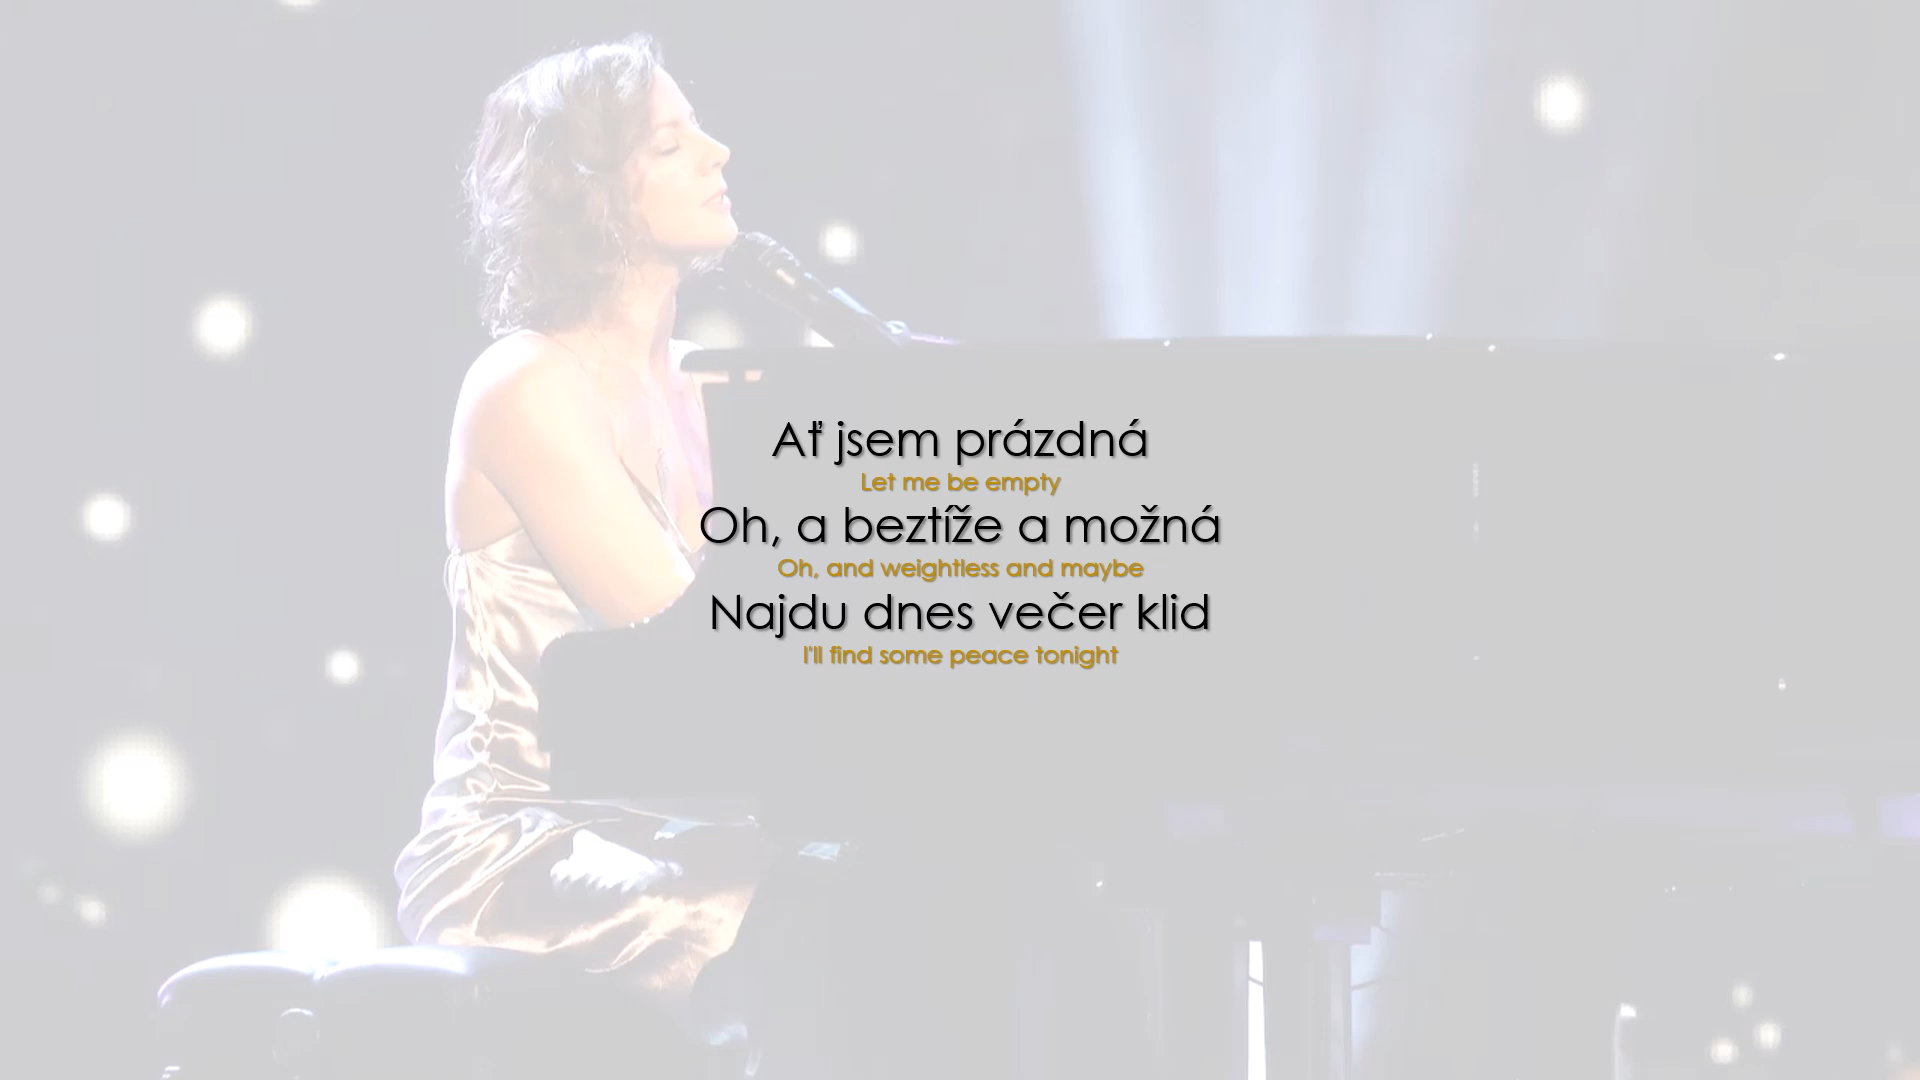 Ať jsem prázdná
Let me be empty
Oh, a beztíže a možná
Oh, and weightless and maybe
Najdu dnes večer klid
I'll find some peace tonight